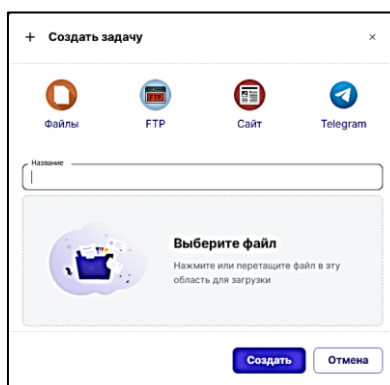 + Создать задачу ×
Файлы FTP Сайт Telegram
Название
Выберите файл
Нажмите или перетащите файл в эту
область для загрузки
Создать Отмена